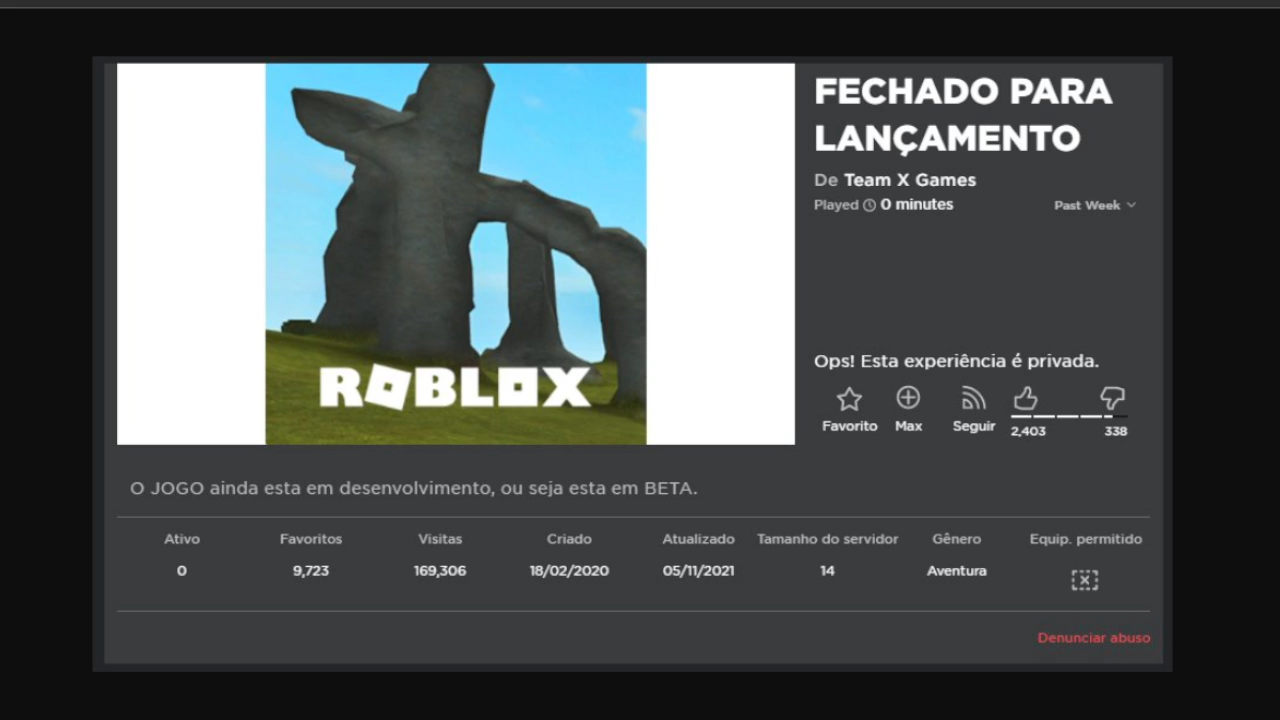 FECHADO PARA
LANÇAMENTO
De Team X Games
Played 0 minutes Past Week
ROBLOX
Ops! Esta experiência é privada.
Favorito Max Seguir 2,403 338
O JOGO ainda esta em desenvolvimento, ou seja esta em BETA.
Ativo Favoritos Visitas Criado Atualizado Tamanho do servidor Gênero Equip. permitido
0 9,723 169,306 18/02/2020 05/11/2021 14 Aventura
Denunciar abuso